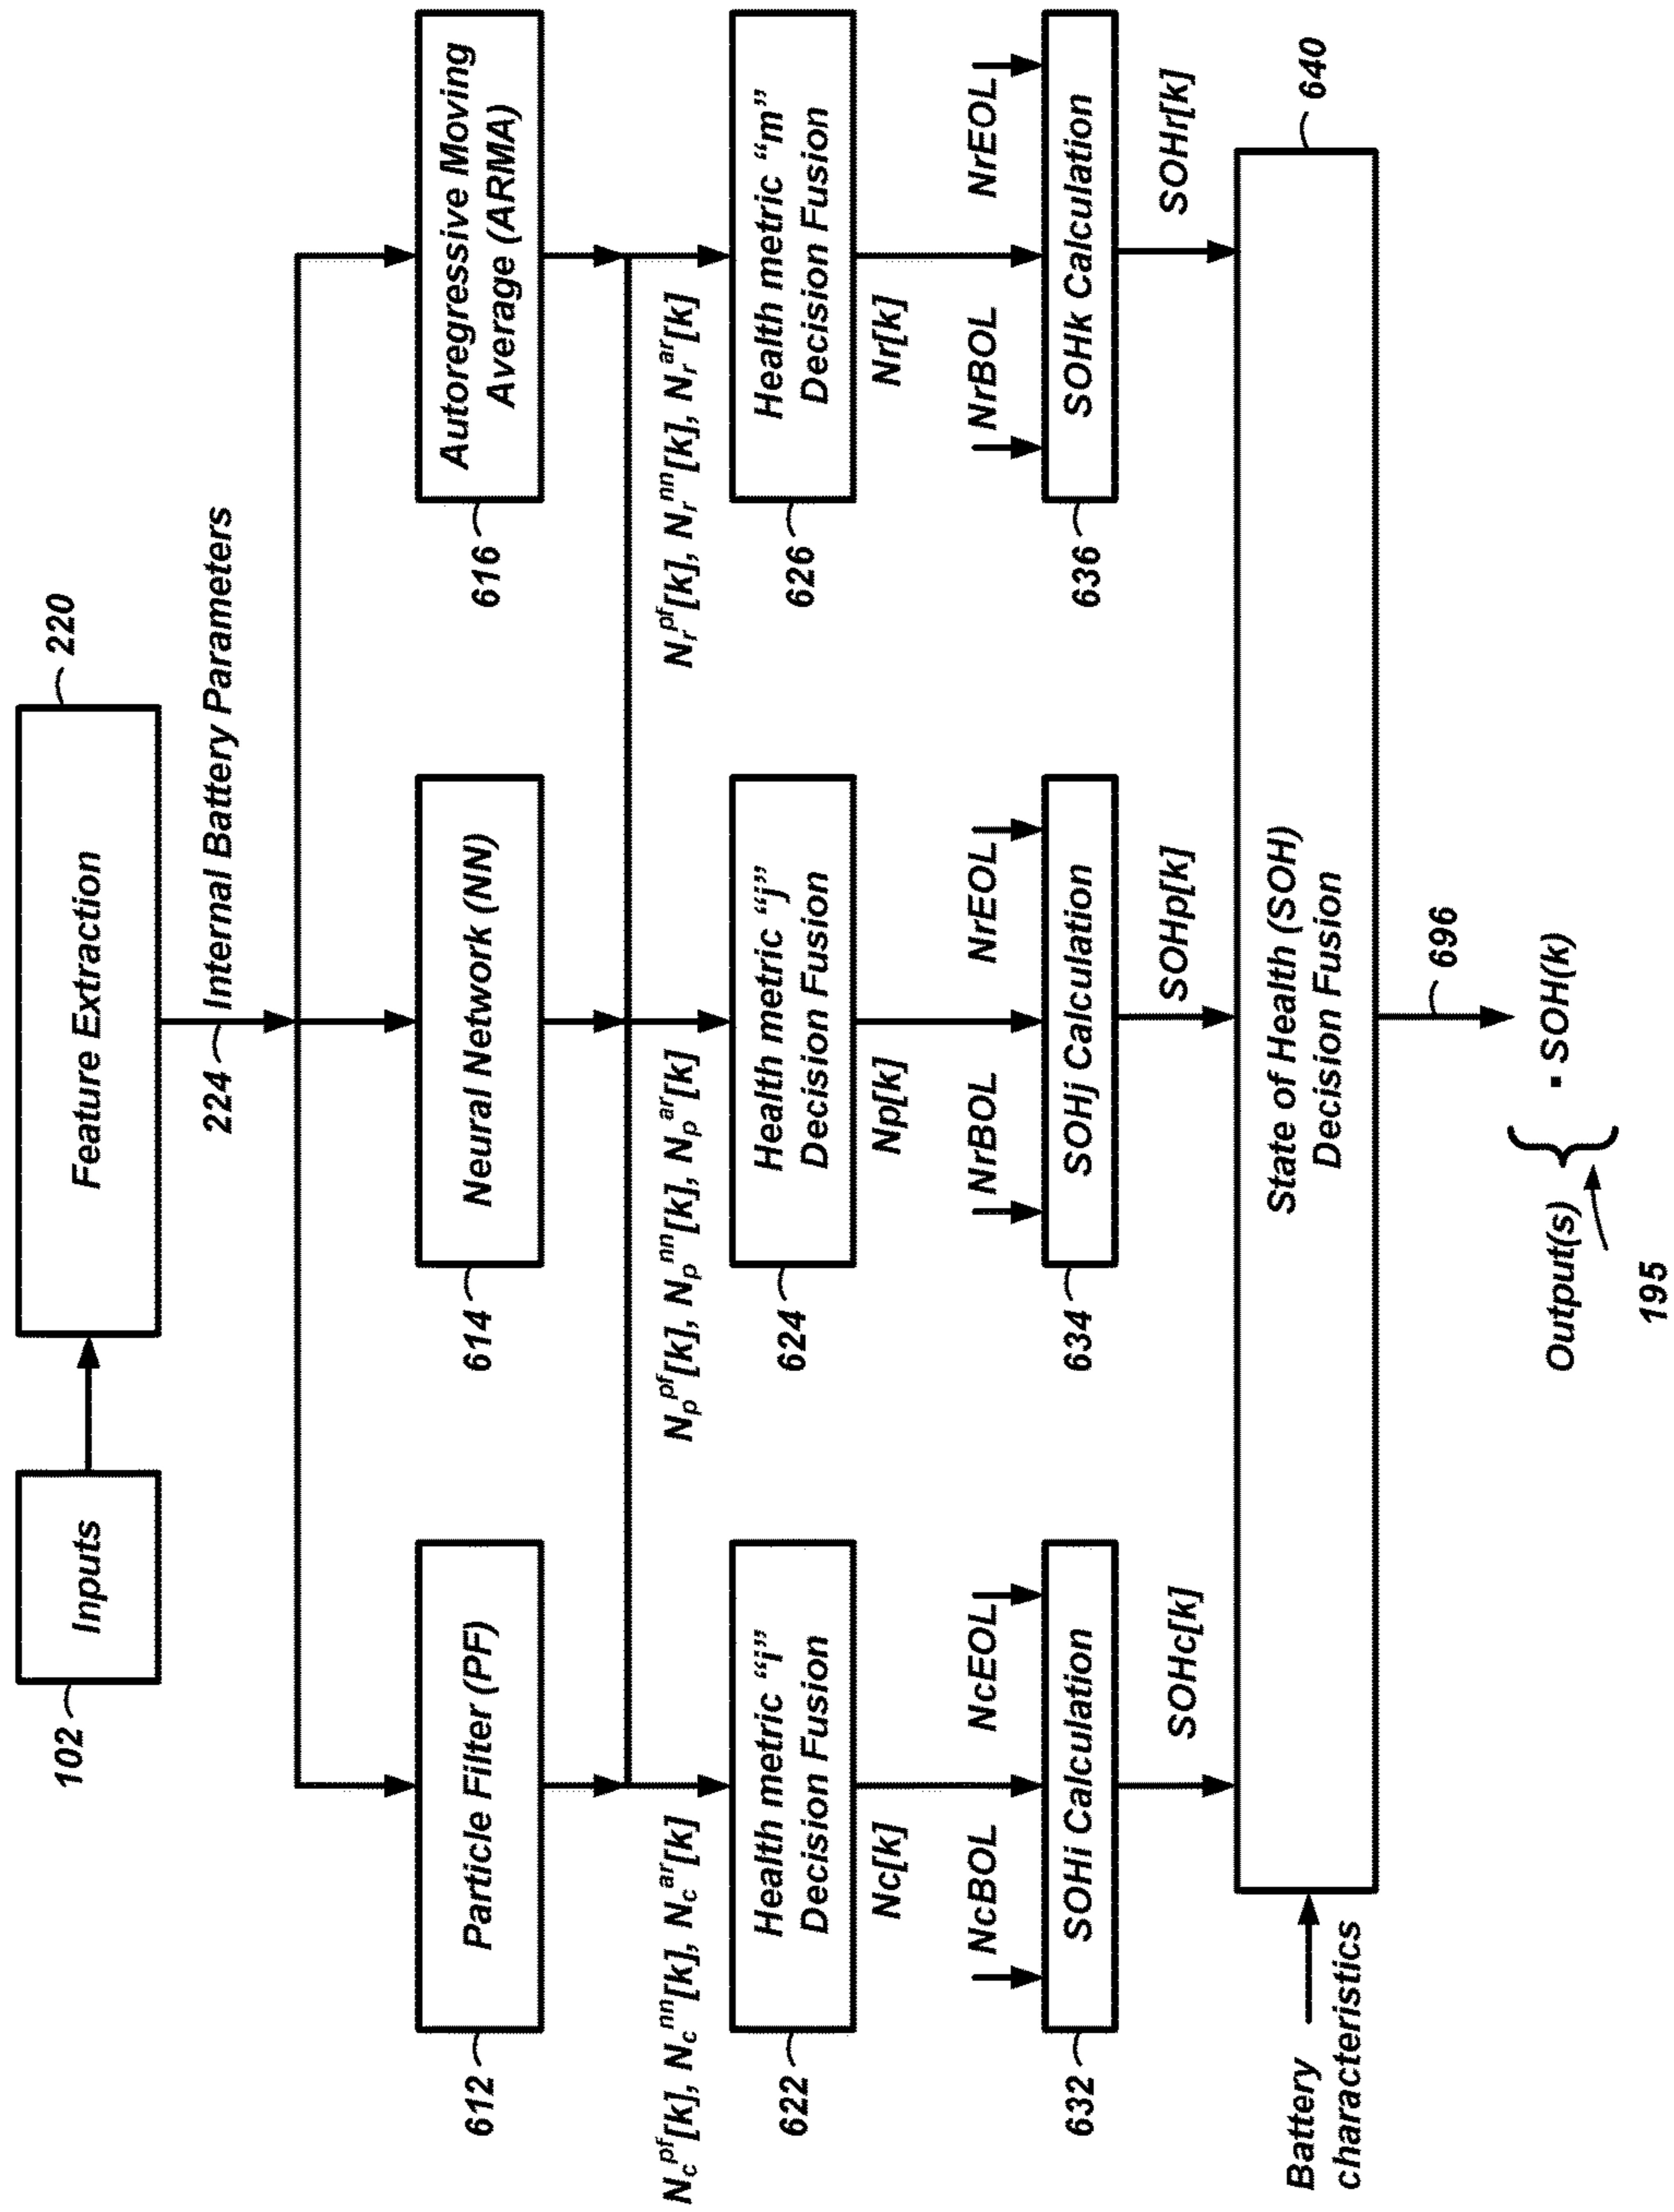 Inputs
102
Feature Extraction
220
224
Internal Battery Parameters
Particle Filter (PF)
612
Neural Network (NN)
614
Autoregressive Moving
Average (ARMA)
616
N_c^pf[k], N_c^nn[k], N_c^ar[k]
N_p^pf[k], N_p^nn[k], N_p^ar[k]
N_r^pf[k], N_r^nn[k], N_r^ar[k]
Health metric “i”
Decision Fusion
622
Health metric “j”
Decision Fusion
624
Health metric “m”
Decision Fusion
626
Nc[k]
Np[k]
Nr[k]
NcBOL
NcEOL
NrBOL
NrEOL
NrBOL
NrEOL
SOHi Calculation
632
SOHj Calculation
634
SOHk Calculation
636
SOHc[k]
SOHp[k]
SOHr[k]
Battery
characteristics
State of Health (SOH)
Decision Fusion
640
696
Output(s)
▪ SOH(k)
195